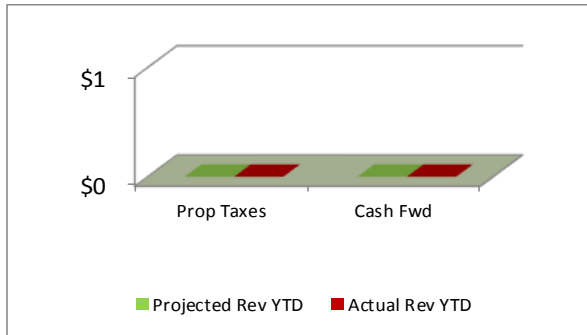 $1
$0
Prop Taxes Cash Fwd
Projected Rev YTD Actual Rev YTD